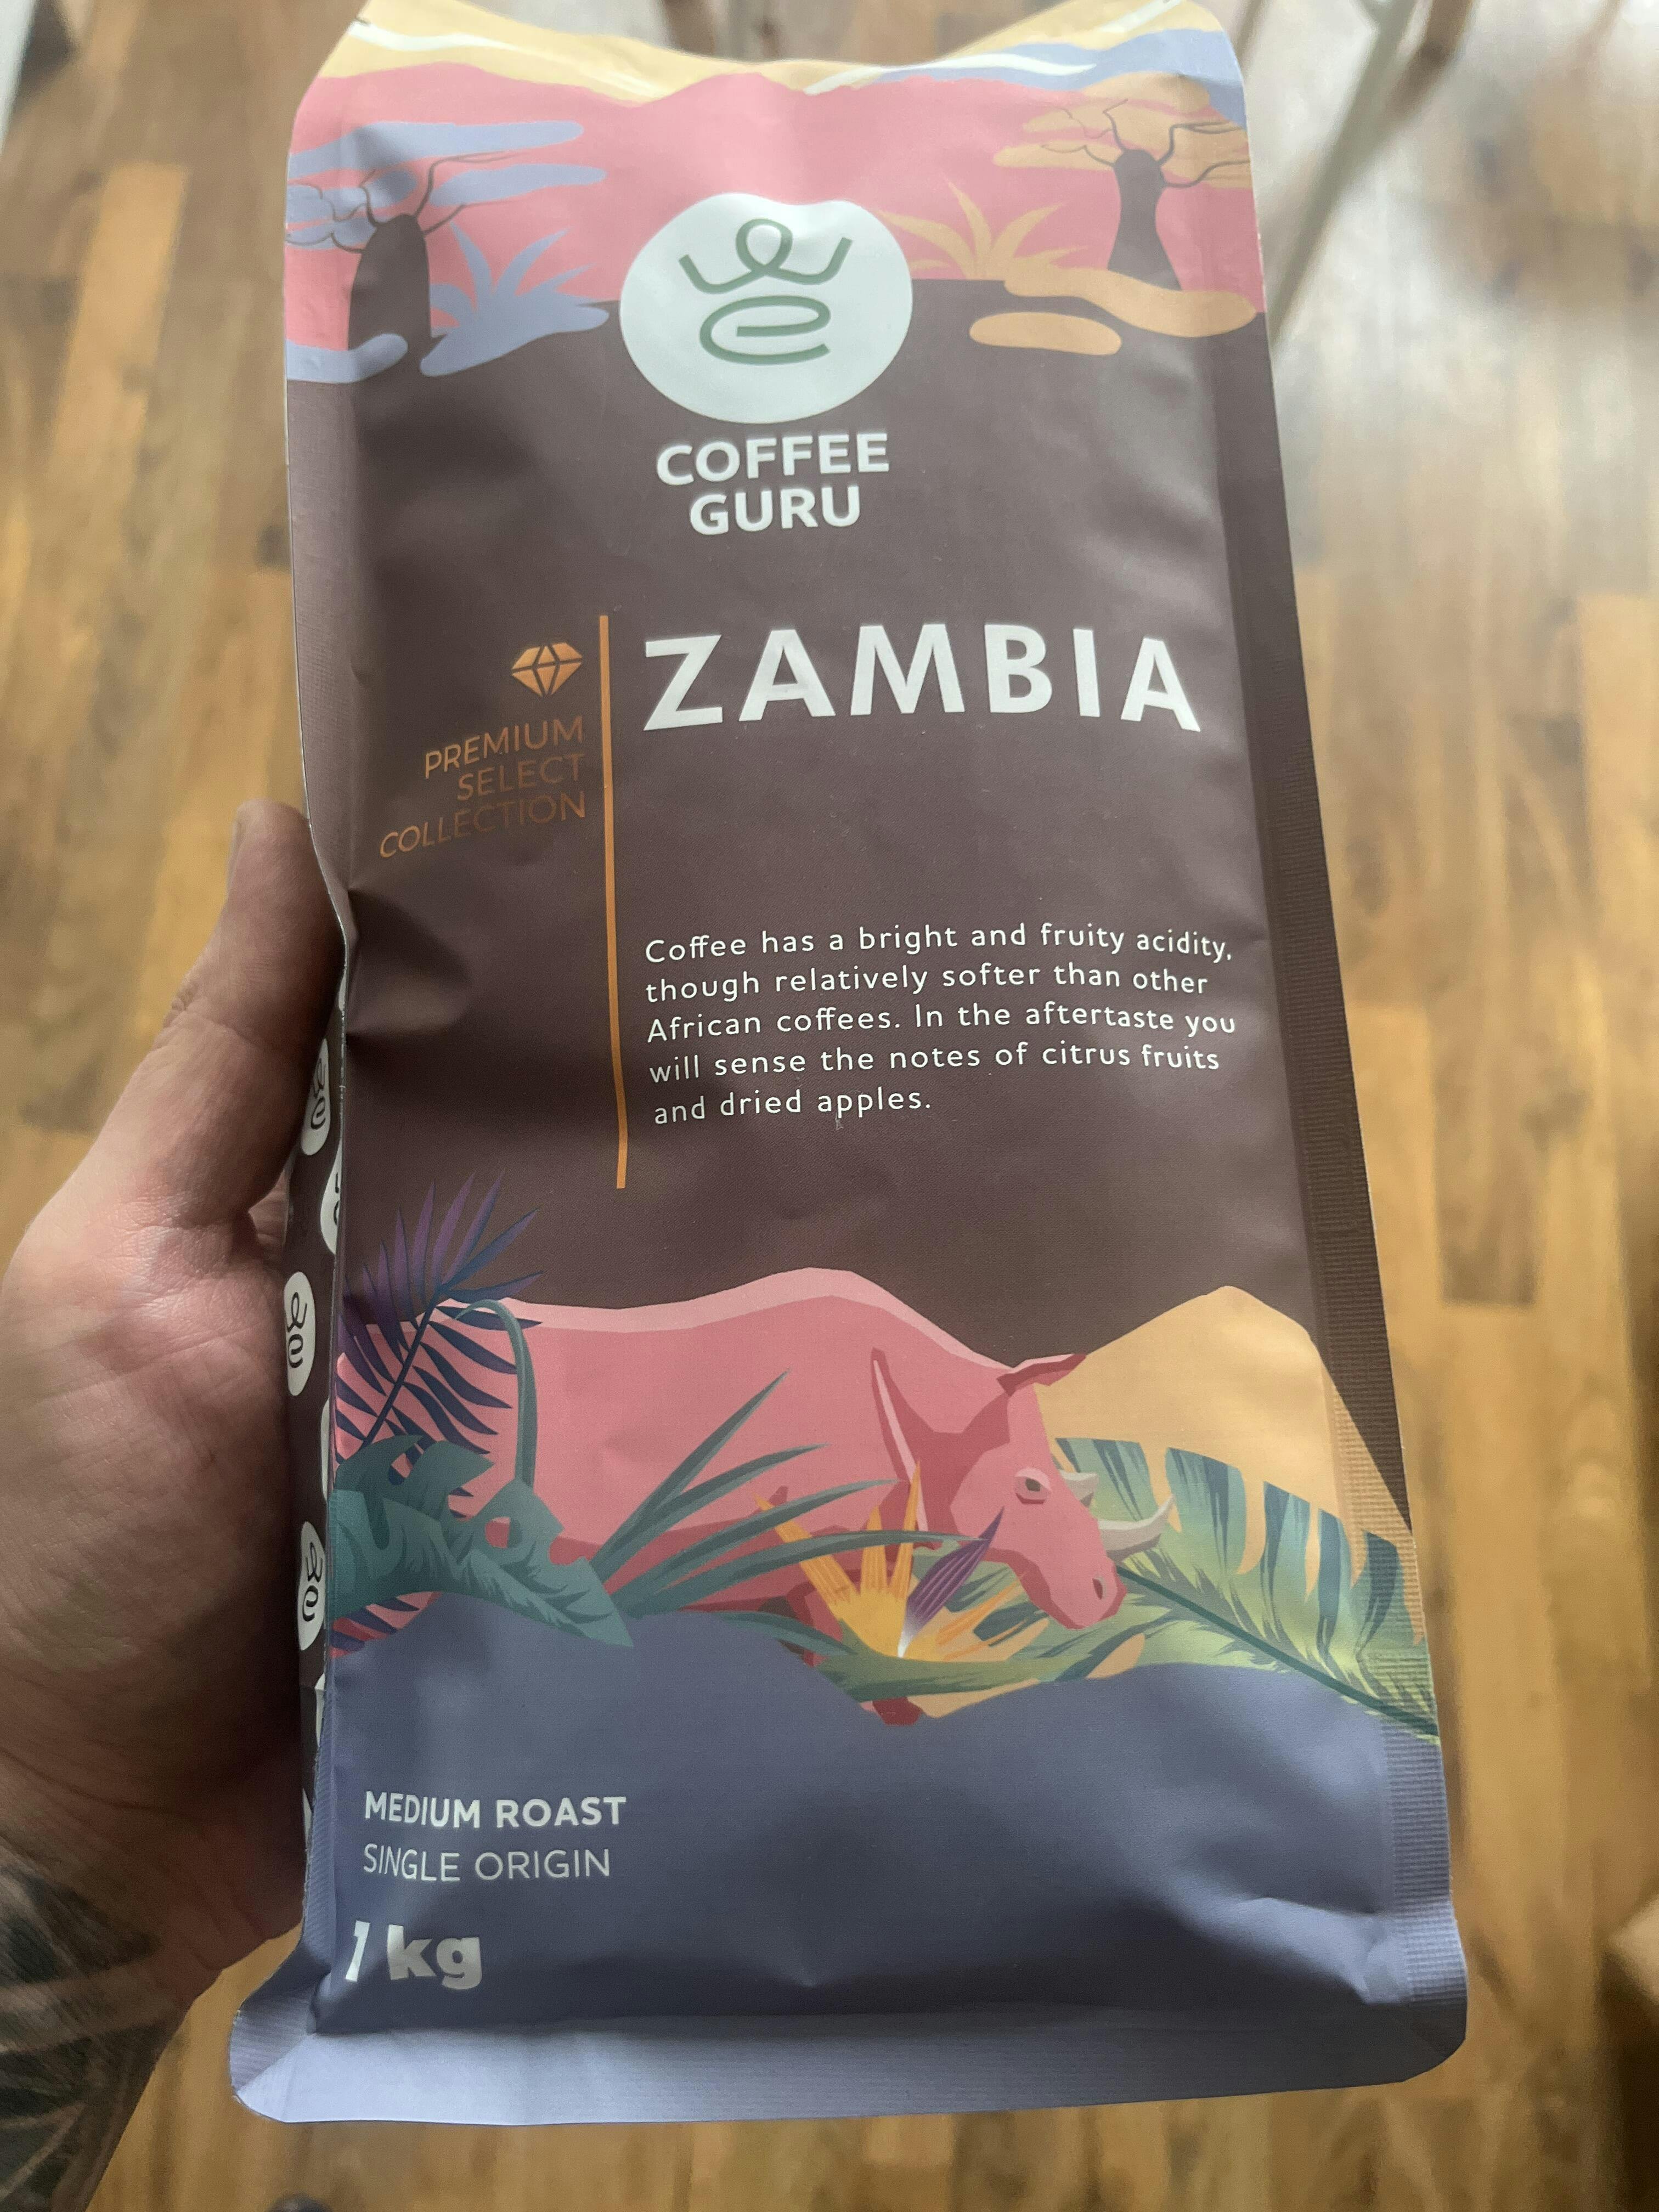 COFFEE
GURU
PREMIUM
SELECT
COLLECTION
ZAMBIA
Coffee has a bright and fruity acidity,
though relatively softer than other
African coffees. In the aftertaste you
will sense the notes of citrus fruits
and dried apples.
MEDIUM ROAST
SINGLE ORIGIN
1 kg